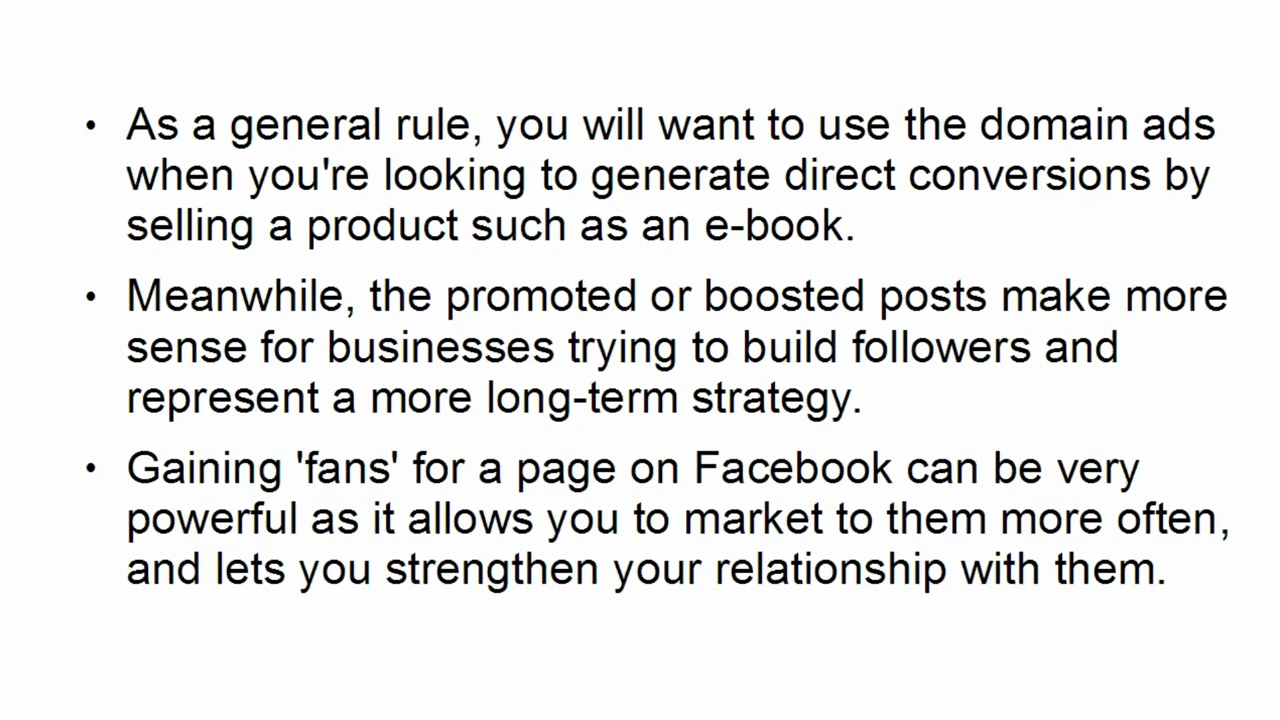 • As a general rule, you will want to use the domain ads
when you're looking to generate direct conversions by
selling a product such as an e-book.
• Meanwhile, the promoted or boosted posts make more
sense for businesses trying to build followers and
represent a more long-term strategy.
• Gaining 'fans' for a page on Facebook can be very
powerful as it allows you to market to them more often,
and lets you strengthen your relationship with them.